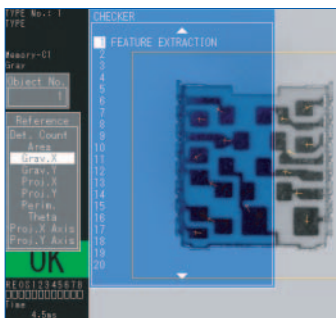 TYPE No.: 1
TYPE
Memory-C1
Gray
Object No.
1
Reference
Det. Count
Area
Grav.X
Grav.Y
Proj.X
Proj.Y
Perim.
Theta
Proj.X Axis
Proj.Y Axis
OK
REOS12345678
Time
4.5ms
CHECKER
1 FEATURE EXTRACTION
2
3
4
5
6
7
8
9
10
11
12
13
14
15
16
17
18
19
20